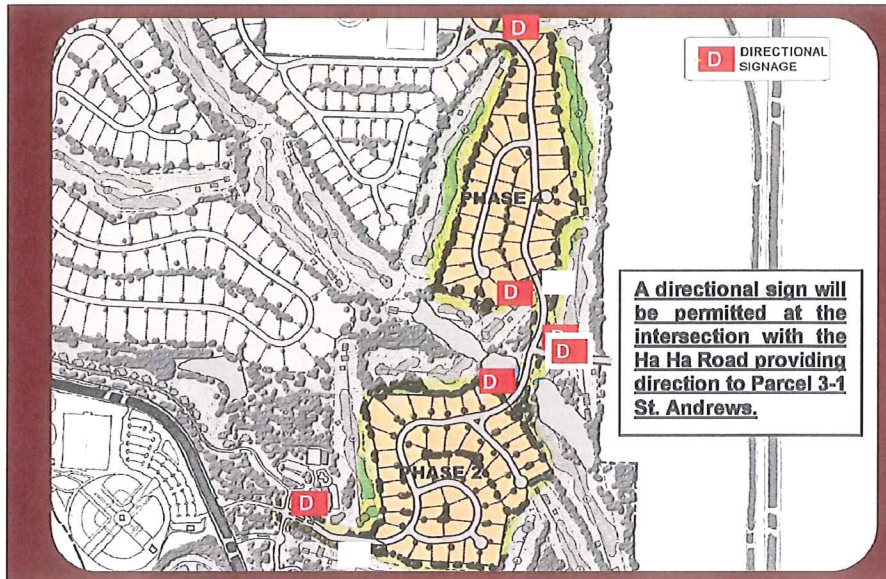 D
D DIRECTIONAL
SIGNAGE
PHASE 4
D
A directional sign will
be permitted at the
intersection with the
Ha Ha Road providing
direction to Parcel 3-1
St. Andrews.
D
D
D
PHASE 2
D